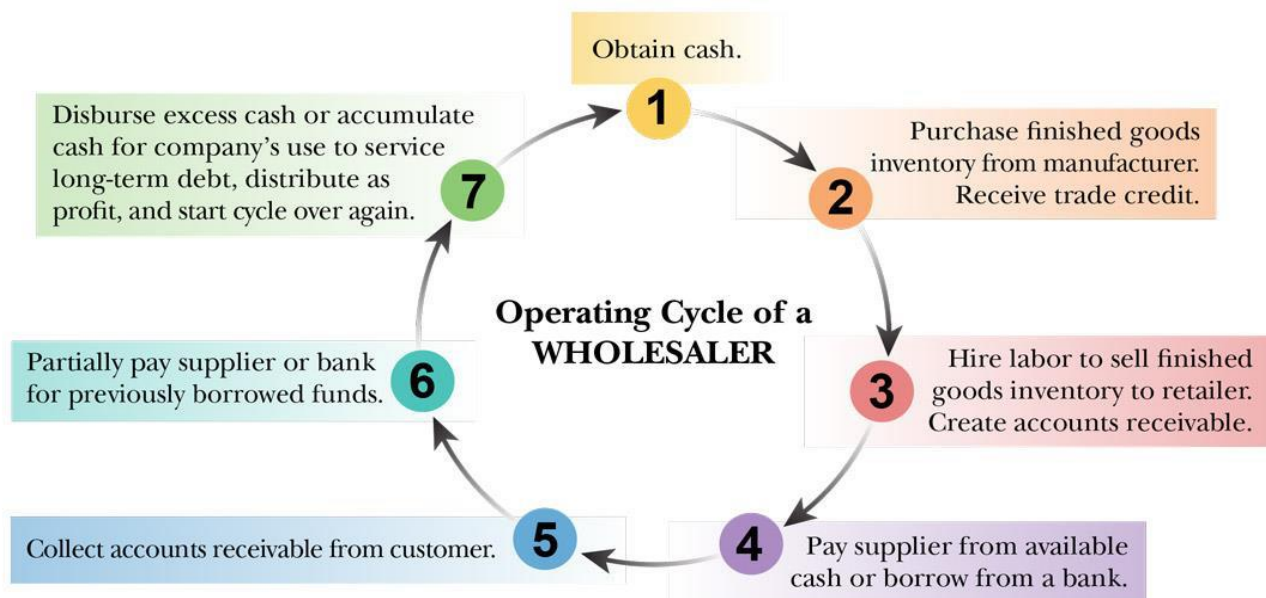 Obtain cash.
1
Purchase finished goods
inventory from manufacturer.
Receive trade credit.
2
Hire labor to sell finished
goods inventory to retailer.
Create accounts receivable.
3
Pay supplier from available
cash or borrow from a bank.
4
Collect accounts receivable from customer.
5
Partially pay supplier or bank
for previously borrowed funds.
6
Disburse excess cash or accumulate
cash for company’s use to service
long-term debt, distribute as
profit, and start cycle over again.
7
Operating Cycle of a
WHOLESALER